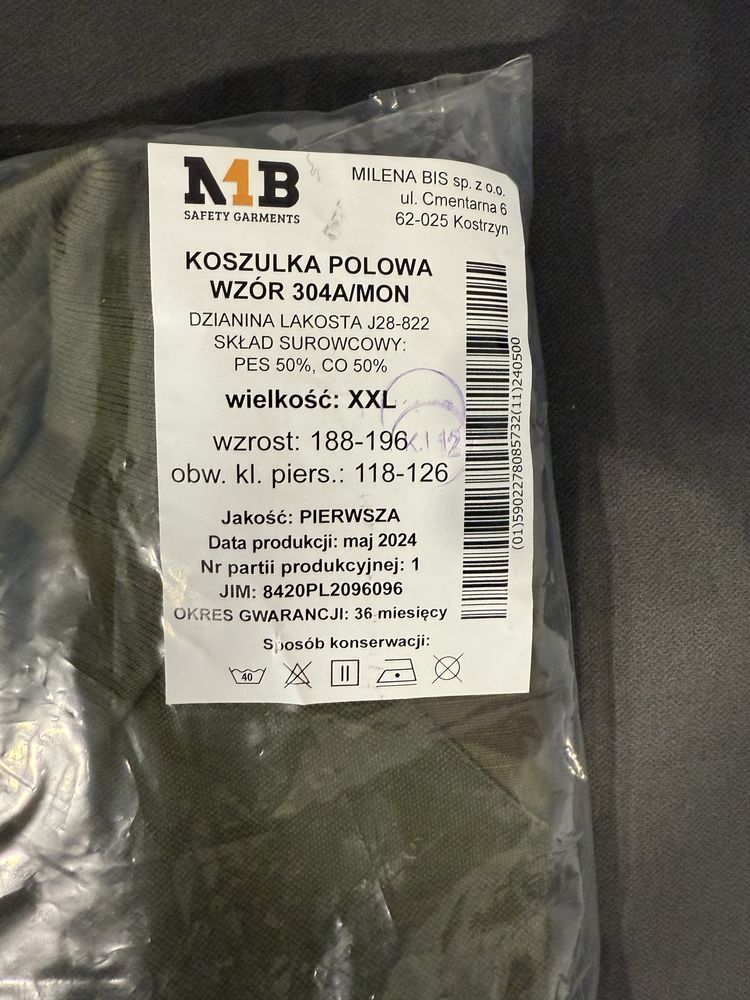 M1B
SAFETY GARMENTS
MILENA BIS sp. z o.o.
ul. Cmentarna 6
62-025 Kostrzyn
KOSZULKA POLOWA
WZÓR 304A/MON
DZIANINA LAKOSTA J28-822
SKŁAD SUROWCOWY:
PES 50%, CO 50%
wielkość: XXL
wzrost: 188-196
obw. kl. piers.: 118-126
Jakość: PIERWSZA
Data produkcji: maj 2024
Nr partii produkcyjnej: 1
JIM: 8420PL2096096
OKRES GWARANCJI: 36 miesięcy
Sposób konserwacji:
40
(01)5902278085732(11)240500